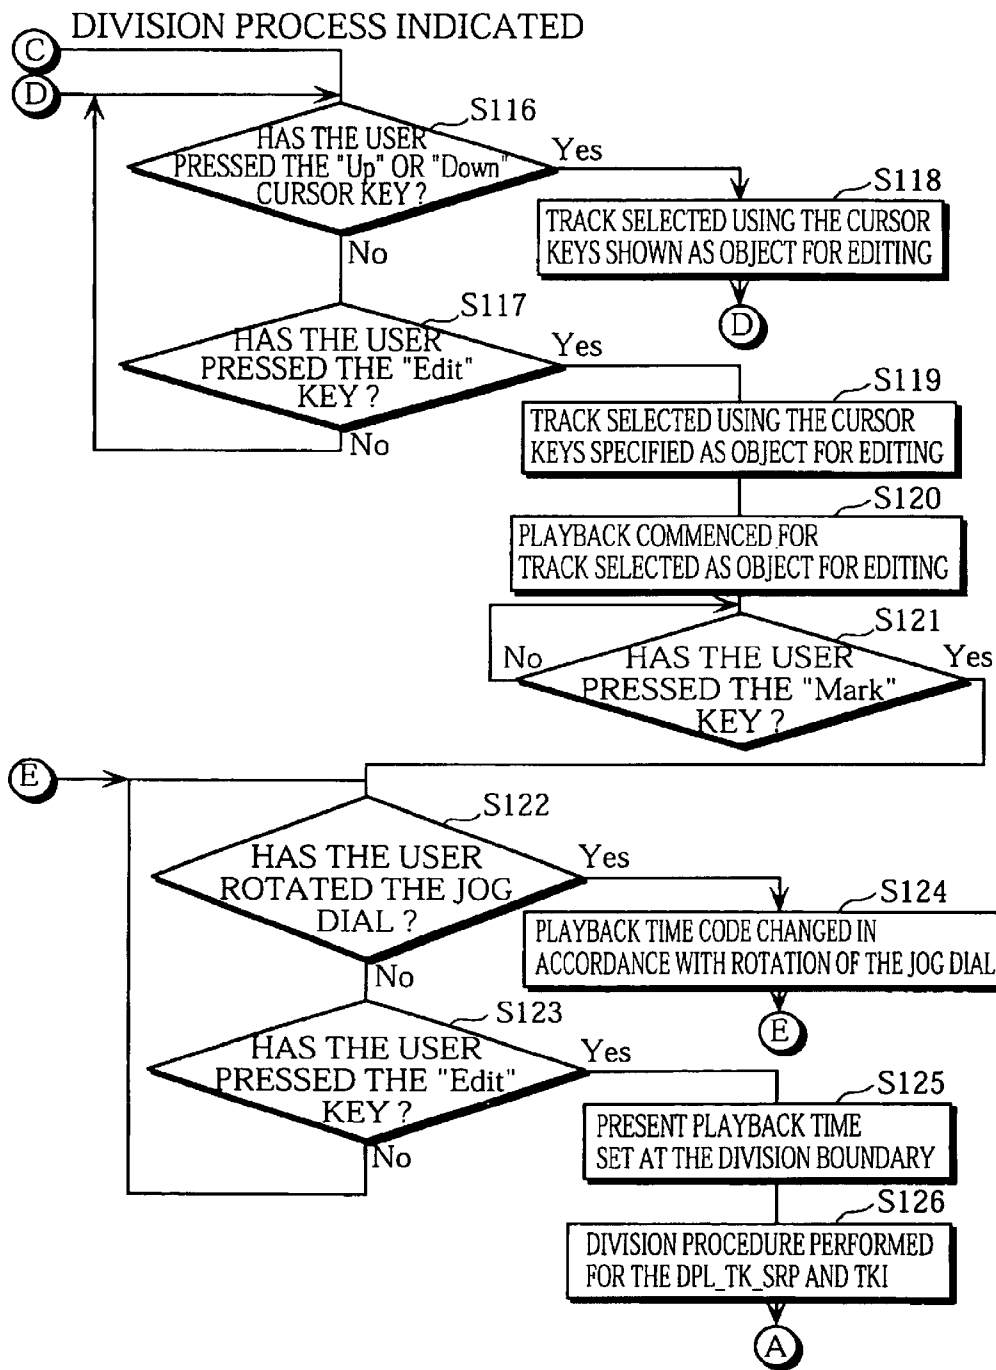 DIVISION PROCESS INDICATED
C
D
S116
HAS THE USER
PRESSED THE "Up" OR "Down"
CURSOR KEY ?
Yes
No
S118
TRACK SELECTED USING THE CURSOR
KEYS SHOWN AS OBJECT FOR EDITING
D
S117
HAS THE USER
PRESSED THE "Edit"
KEY ?
Yes
No
S119
TRACK SELECTED USING THE CURSOR
KEYS SPECIFIED AS OBJECT FOR EDITING
S120
PLAYBACK COMMENCED FOR
TRACK SELECTED AS OBJECT FOR EDITING
S121
No
HAS THE USER
PRESSED THE "Mark"
KEY ?
Yes
E
S122
HAS THE USER
ROTATED THE JOG
DIAL ?
Yes
No
S124
PLAYBACK TIME CODE CHANGED IN
ACCORDANCE WITH ROTATION OF THE JOG DIAL
E
S123
HAS THE USER
PRESSED THE "Edit"
KEY ?
Yes
No
S125
PRESENT PLAYBACK TIME
SET AT THE DIVISION BOUNDARY
S126
DIVISION PROCEDURE PERFORMED
FOR THE DPL_TK_SRP AND TKI
A